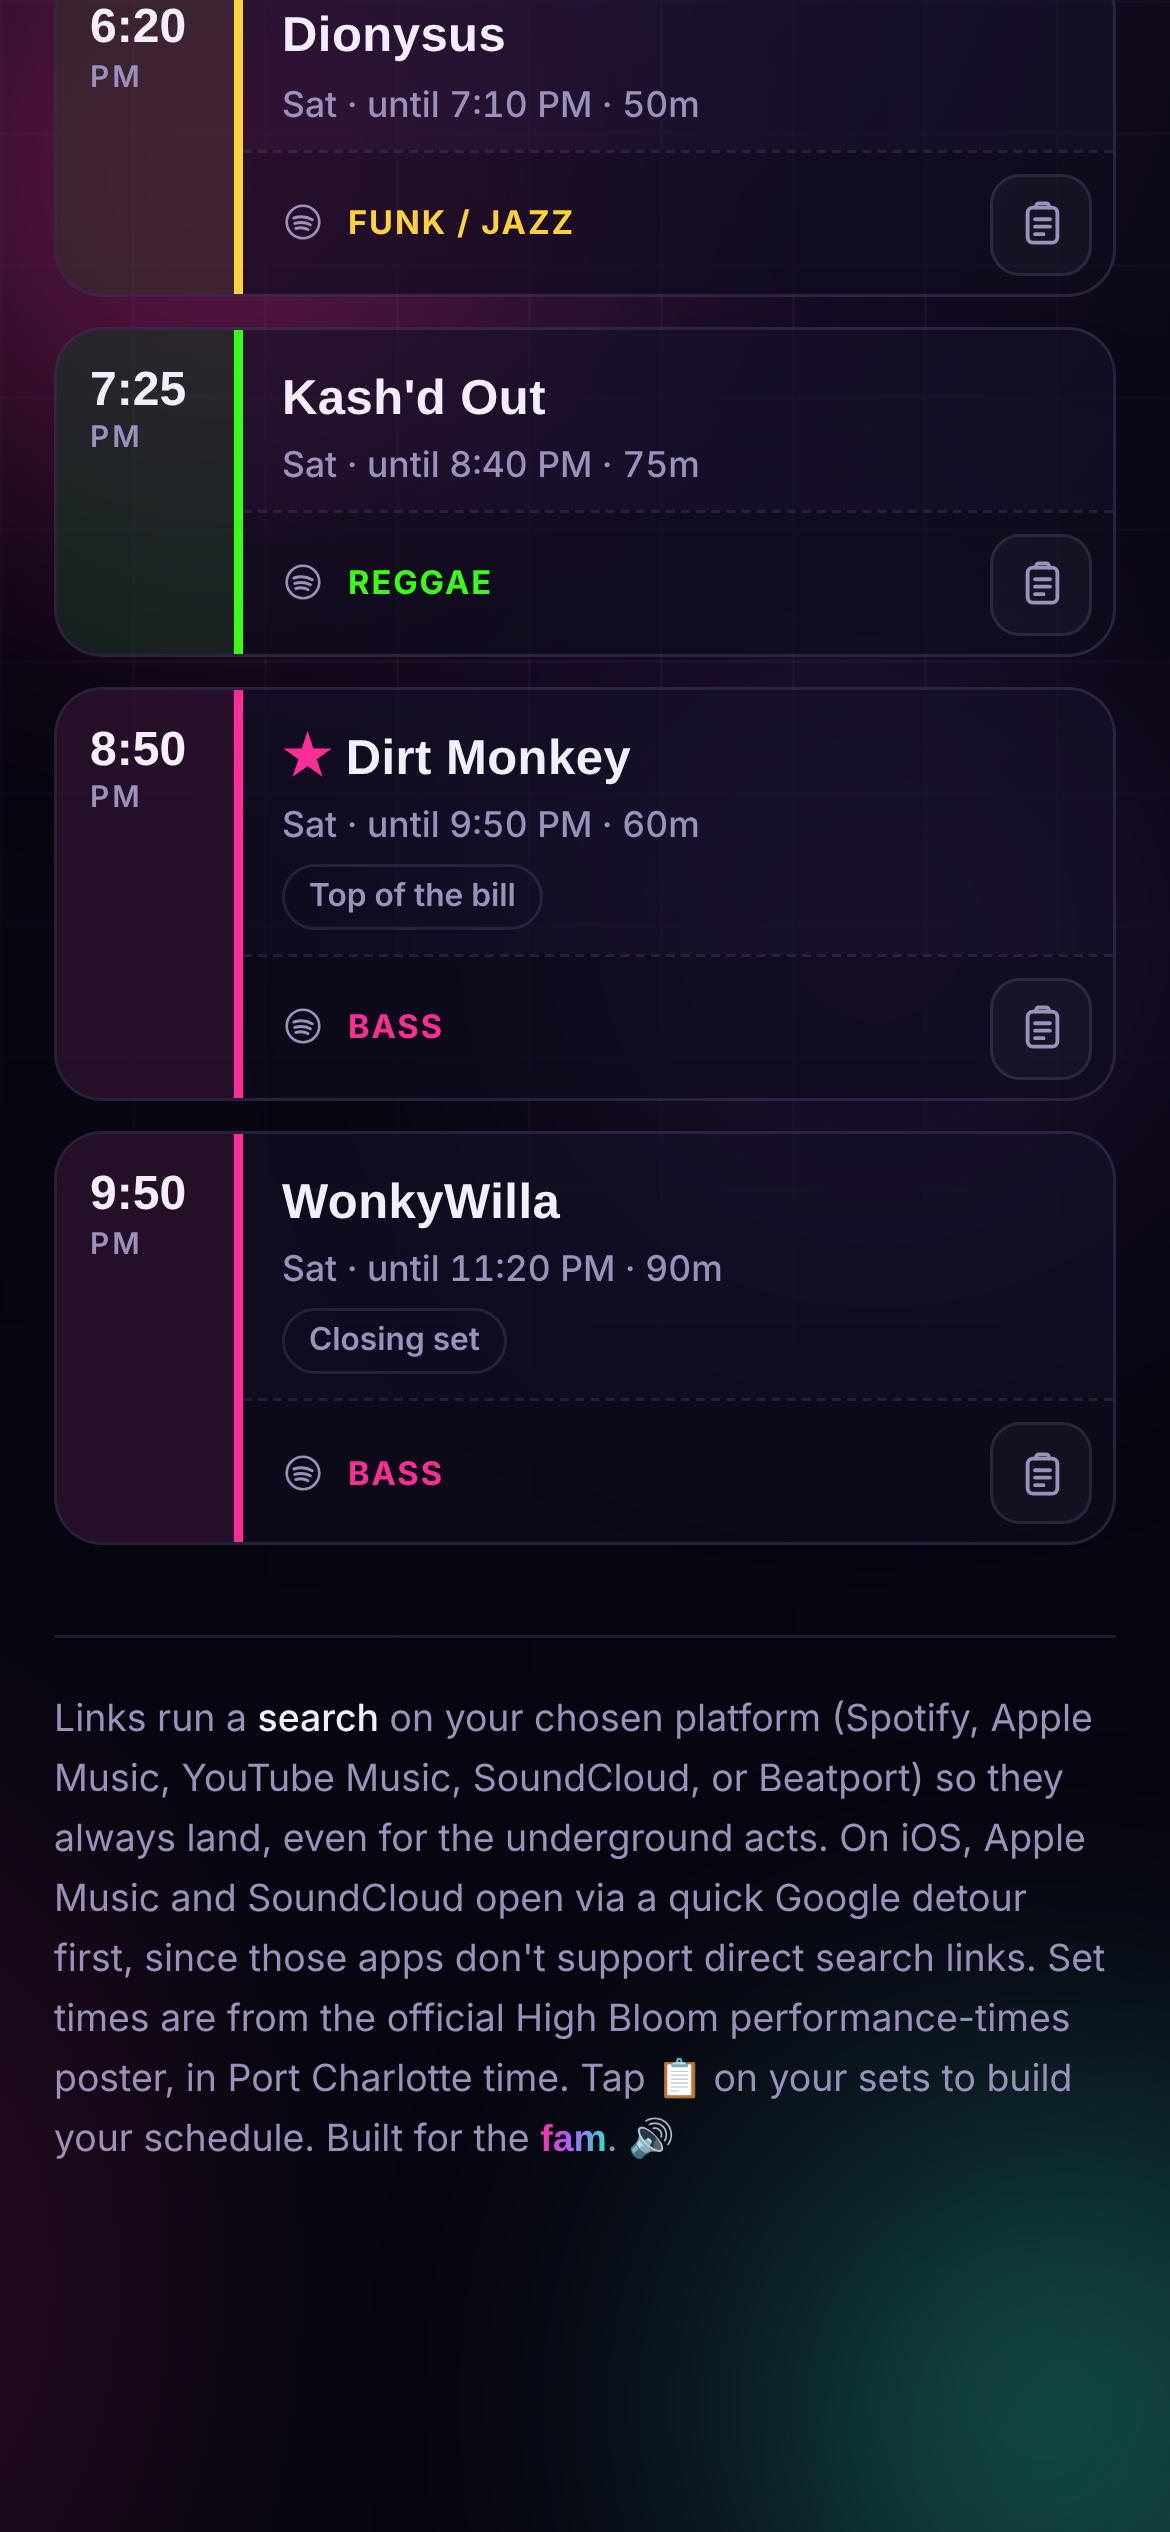 6:20
PM
Dionysus
Sat · until 7:10 PM · 50m
FUNK / JAZZ
7:25
PM
Kash'd Out
Sat · until 8:40 PM · 75m
REGGAE
8:50
PM
★ Dirt Monkey
Sat · until 9:50 PM · 60m
Top of the bill
BASS
9:50
PM
WonkyWilla
Sat · until 11:20 PM · 90m
Closing set
BASS
Links run a search on your chosen platform (Spotify, Apple
Music, YouTube Music, SoundCloud, or Beatport) so they
always land, even for the underground acts. On iOS, Apple
Music and SoundCloud open via a quick Google detour
first, since those apps don't support direct search links. Set
times are from the official High Bloom performance-times
poster, in Port Charlotte time. Tap 📋 on your sets to build
your schedule. Built for the fam. 🔊